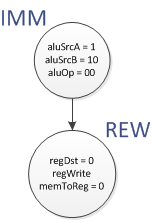 IMM
aluSrcA = 1
aluSrcB = 10
aluOp = 00
REW
regDst = 0
regWrite
memToReg = 0